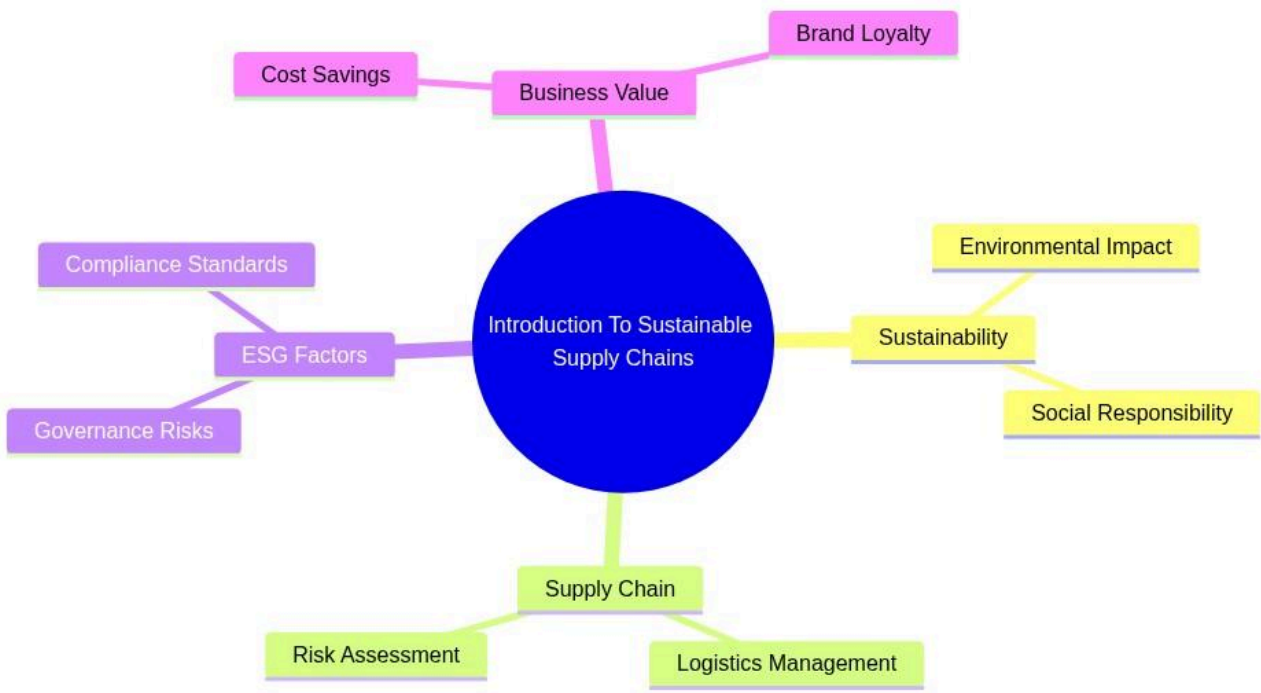 Brand Loyalty
Cost Savings
Business Value
Environmental Impact
Compliance Standards
Introduction To Sustainable
Supply Chains
Sustainability
ESG Factors
Social Responsibility
Governance Risks
Supply Chain
Risk Assessment
Logistics Management